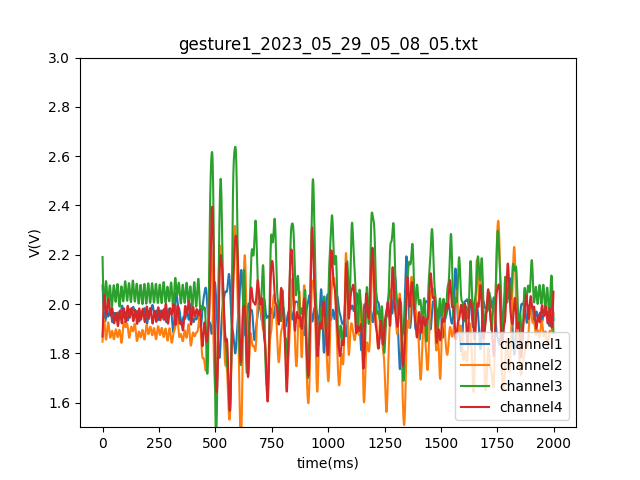 gesture1_2023_05_29_05_08_05.txt
3.0
2.8
2.6
2.4
2.2
2.0
1.8
1.6
V(V)
channel1
channel2
channel3
channel4
0 250 500 750 1000 1250 1500 1750 2000
time(ms)